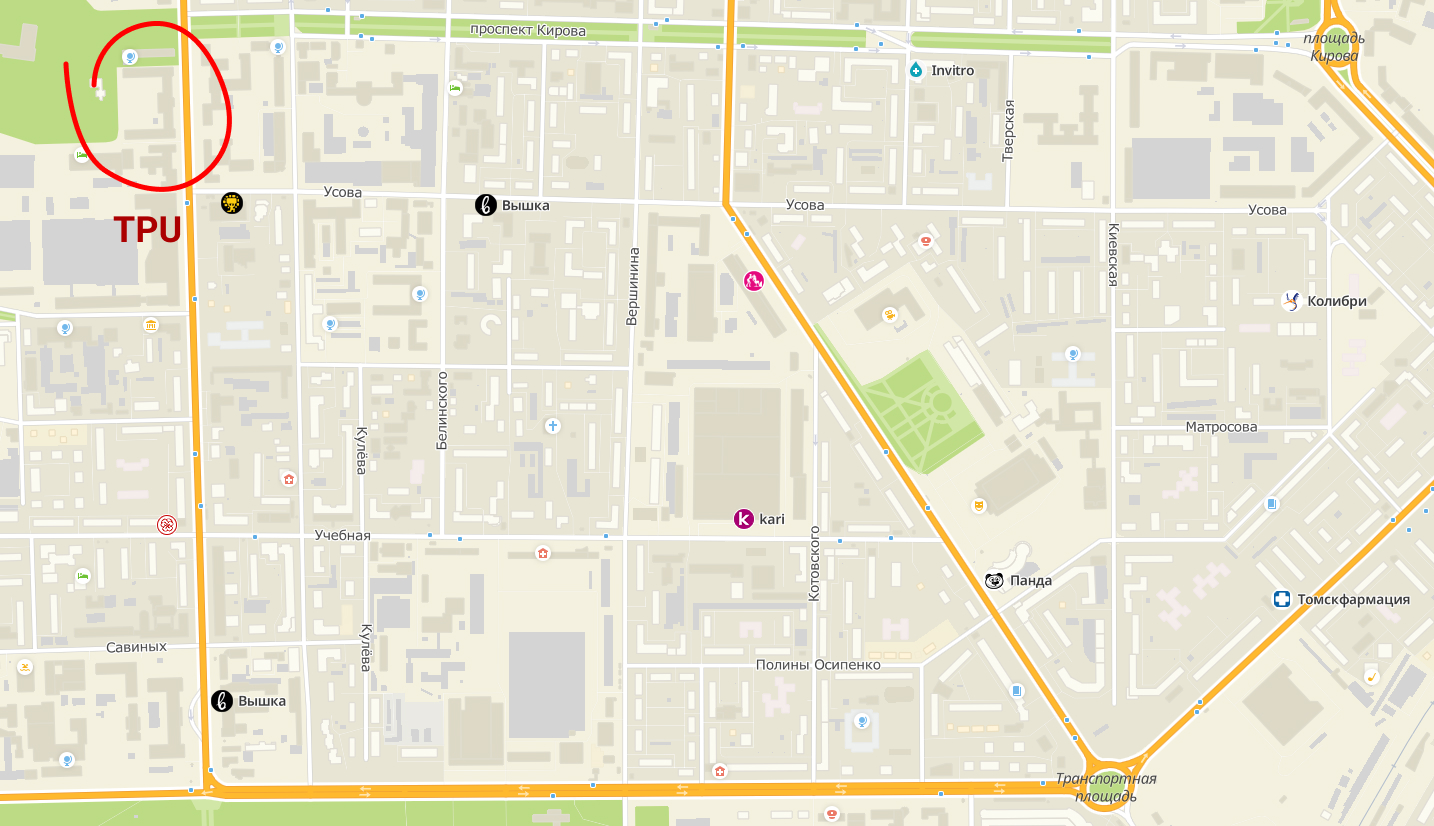 проспект Кирова
площадь
Кирова
Invitro
Тверская
Усова
Вышка
Усова
Усова
TPU
Вершинина
Киевская
Колибри
Белинского
Кулёва
Матросова
kari
Учебная
Котовского
Панда
Томскфармация
Кулёва
Савиных
Полины Осипенко
Вышка
Транспортная
площадь